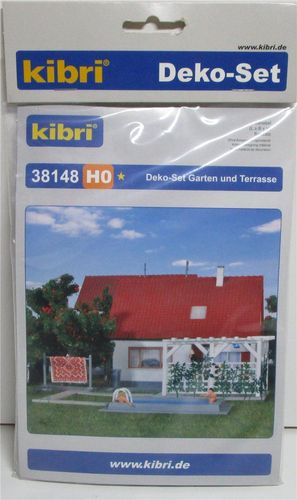 www.kibri.de
kibri
Deko-Set
kibri
38148 H0
Deko-Set Garten und Terrasse
www.kibri.de